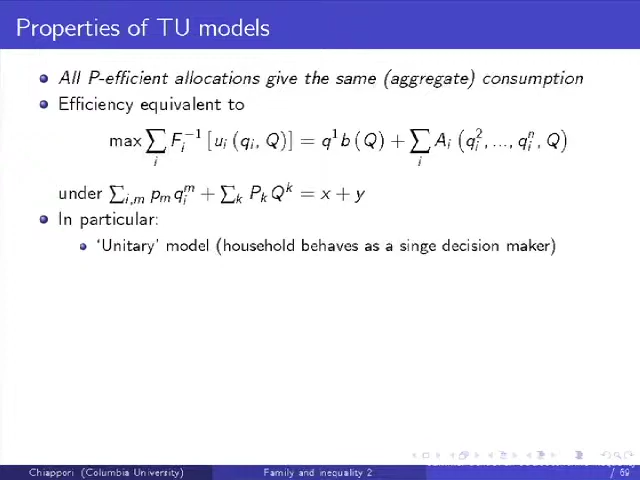 Properties of TU models
All P-efficient allocations give the same (aggregate) consumption
Efficiency equivalent to
max ∑_i F_i^{-1} [u_i (q_i, Q)] = q^1 b (Q) + ∑_i A_i (q_i^2, ..., q_i^n, Q)
under ∑_{i,m} p_m q_i^m + ∑_k P_k Q^k = x + y
In particular:
‘Unitary’ model (household behaves as a singe decision maker)
Chiappori (Columbia University) Family and inequality 2 / 69